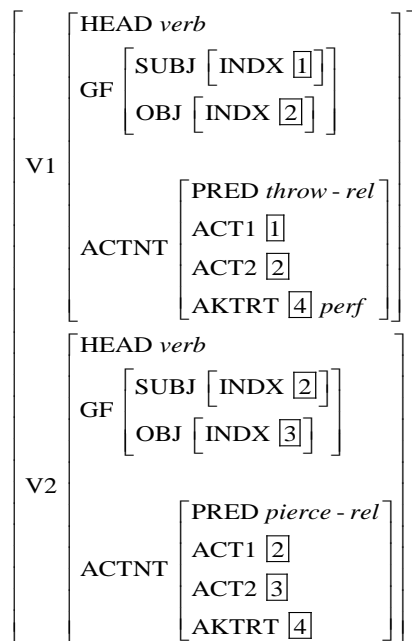 HEAD verb
SUBJ [INDX 1]
GF
OBJ [INDX 2]
V1
PRED throw - rel
ACT1 1
ACTNT
ACT2 2
AKTRT 4 perf
HEAD verb
SUBJ [INDX 2]
GF
OBJ [INDX 3]
V2
PRED pierce - rel
ACT1 2
ACTNT
ACT2 3
AKTRT 4